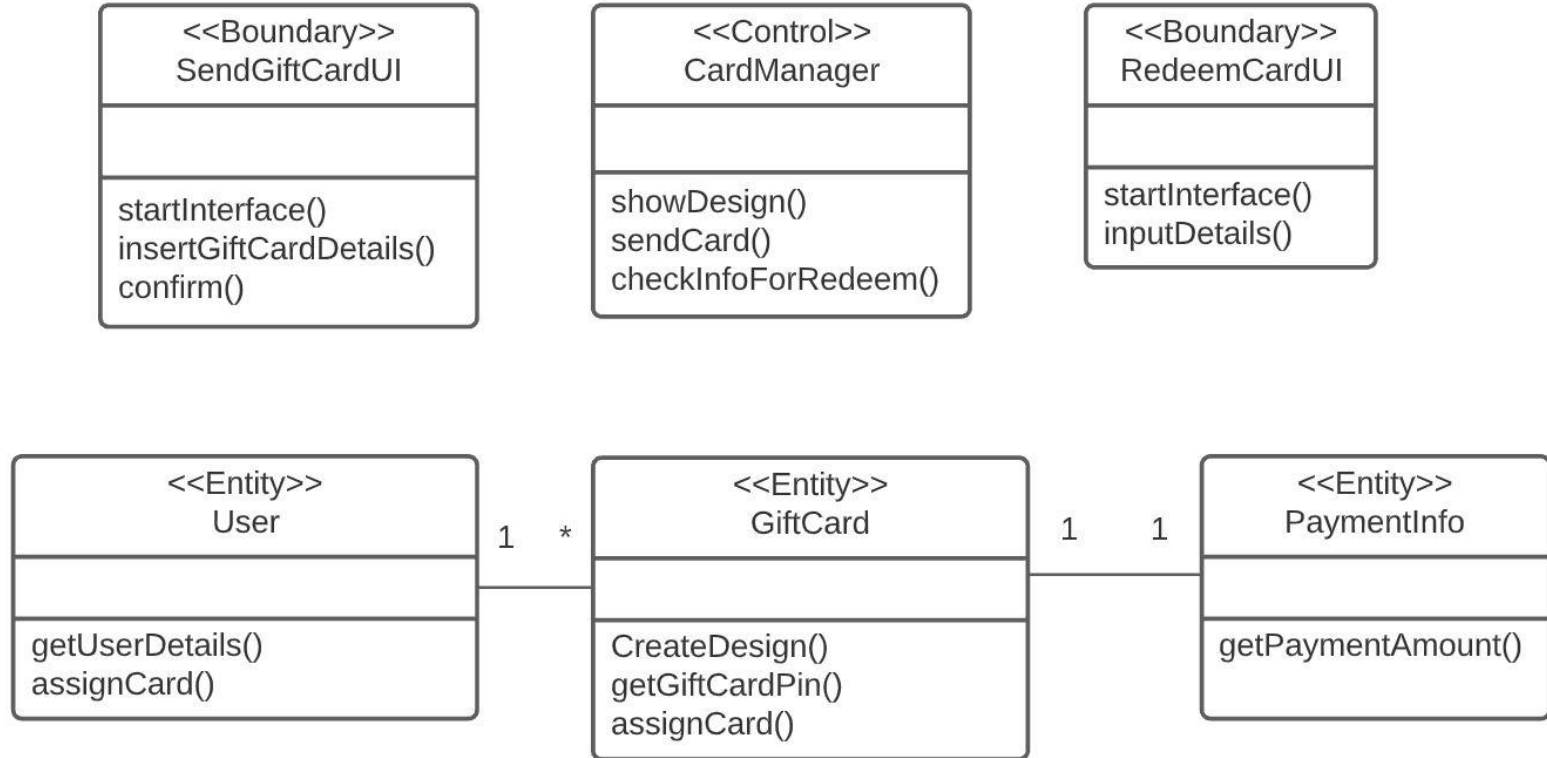 <<Boundary>>
SendGiftCardUI
startInterface()
insertGiftCardDetails()
confirm()
<<Control>>
CardManager
showDesign()
sendCard()
checkInfoForRedeem()
<<Boundary>>
RedeemCardUI
startInterface()
inputDetails()
<<Entity>>
User
getUserDetails()
assignCard()
1 *
<<Entity>>
GiftCard
CreateDesign()
getGiftCardPin()
assignCard()
1 1
<<Entity>>
PaymentInfo
getPaymentAmount()